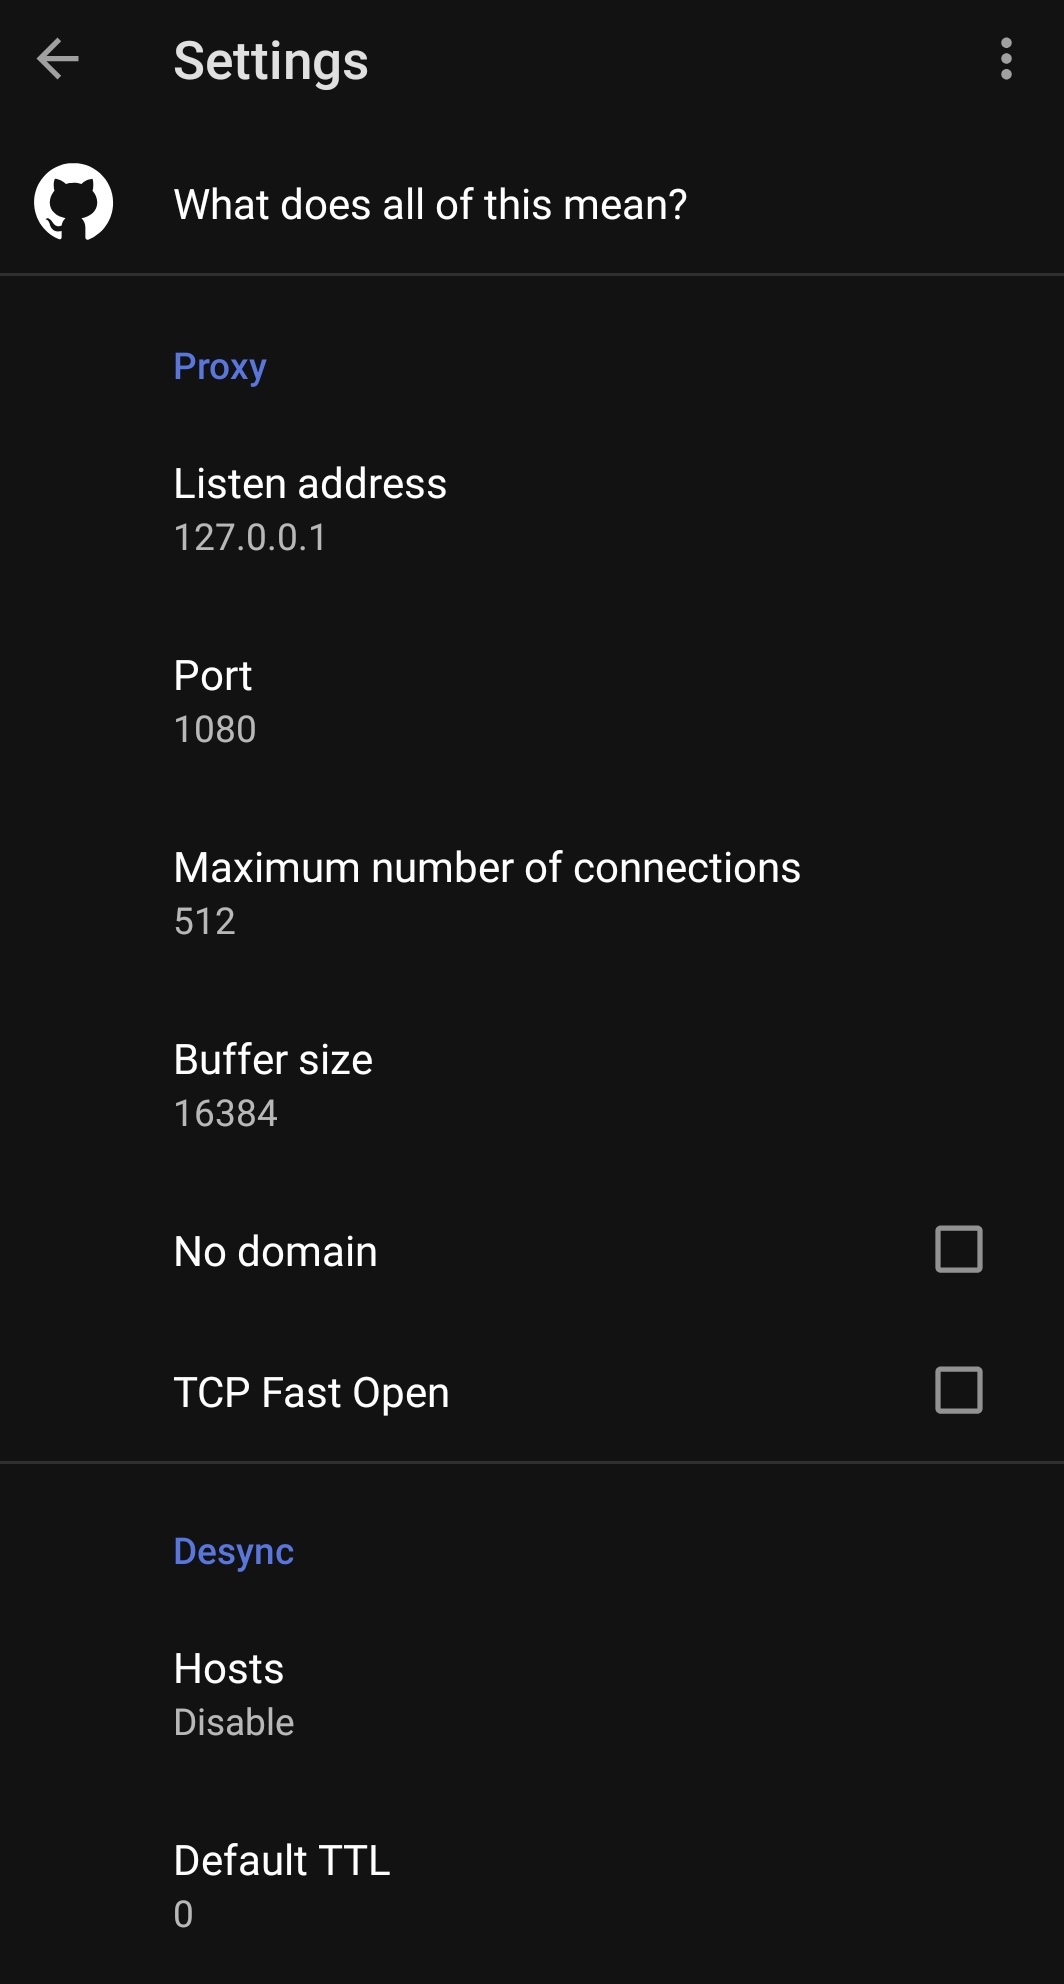 Settings
What does all of this mean?
Proxy
Listen address
127.0.0.1
Port
1080
Maximum number of connections
512
Buffer size
16384
No domain
TCP Fast Open
Desync
Hosts
Disable
Default TTL
0